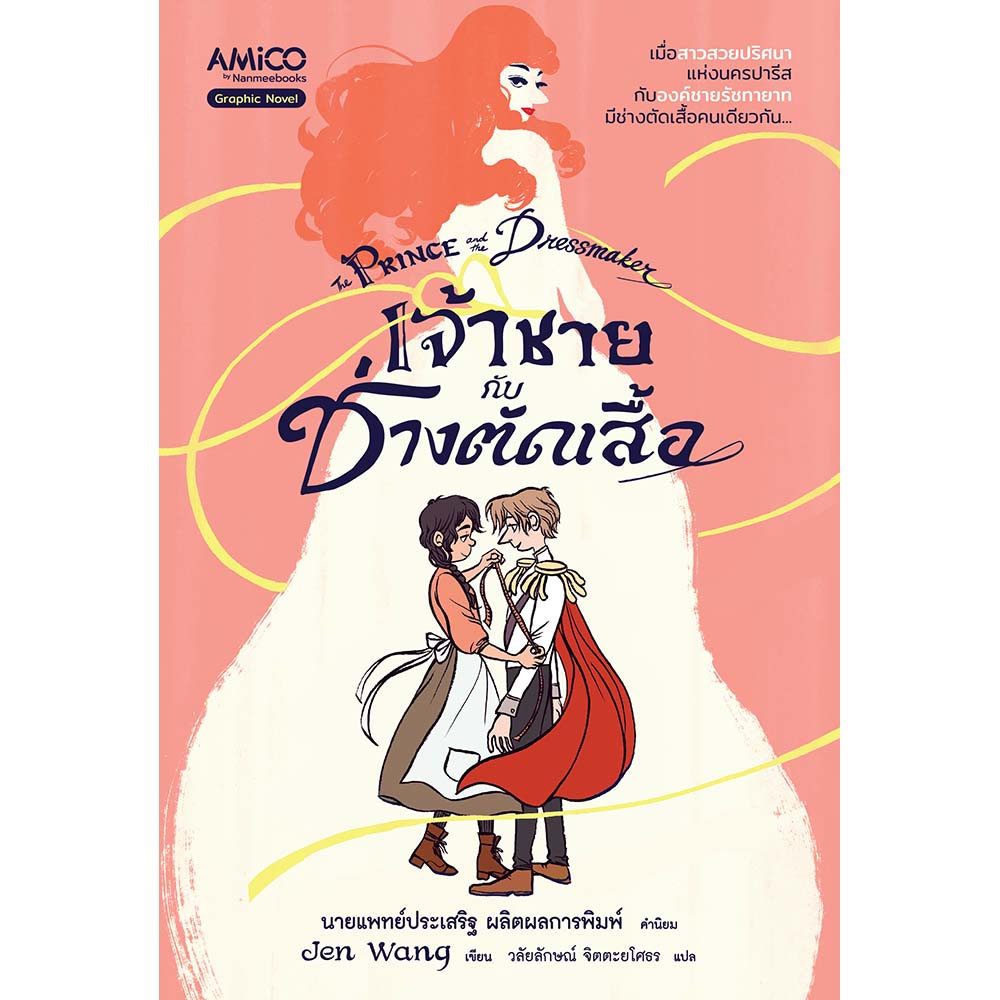 AMiCO
by Nanmeebooks
Graphic Novel
เมื่อสาวสวยปริศนา
แห่งนครปารีส
กับองค์ชายรัชทายาท
มีช่างตัดเสื้อคนเดียวกัน...
The PRINCE and the Dressmaker
เจ้าชาย
กับ
ช่างตัดเสื้อ
นายแพทย์ประเสริฐ ผลิตผลการพิมพ์ คำนิยม
Jen Wang เขียน วลัยลักษณ์ จิตตะยโศธร แปล